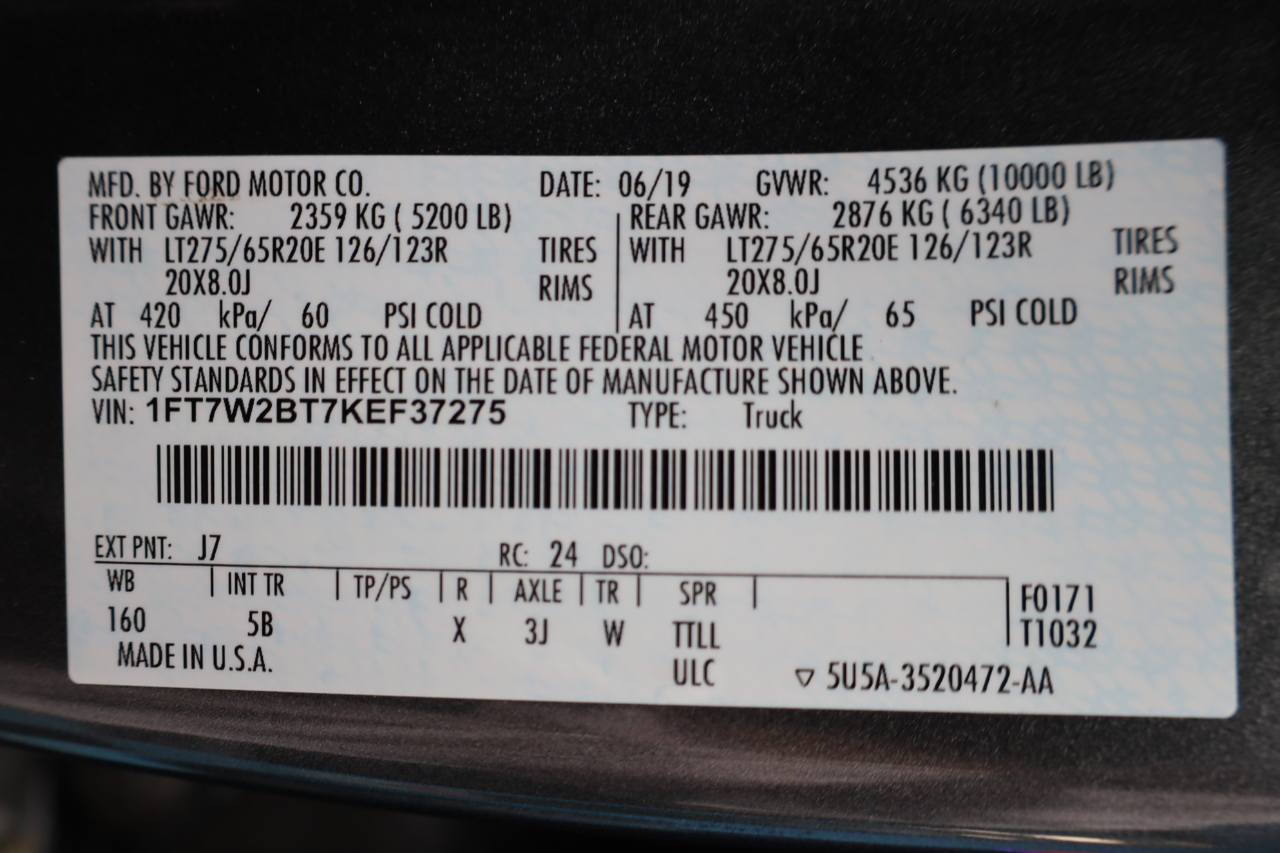 MFD. BY FORD MOTOR CO. DATE: 06/19 GVWR: 4536 KG (10000 LB)
FRONT GAWR: 2359 KG ( 5200 LB) REAR GAWR: 2876 KG ( 6340 LB)
WITH LT275/65R20E 126/123R TIRES WITH LT275/65R20E 126/123R TIRES
20X8.0J RIMS 20X8.0J RIMS
AT 420 kPa/ 60 PSI COLD AT 450 kPa/ 65 PSI COLD
THIS VEHICLE CONFORMS TO ALL APPLICABLE FEDERAL MOTOR VEHICLE
SAFETY STANDARDS IN EFFECT ON THE DATE OF MANUFACTURE SHOWN ABOVE.
VIN: 1FT7W2BT7KEF37275 TYPE: Truck
EXT PNT: J7 RC: 24 DSO:
WB INT TR TP/PS R AXLE TR SPR F0171
160 5B X 3J W TTLL T1032
MADE IN U.S.A. ULC ▽ 5U5A-3520472-AA